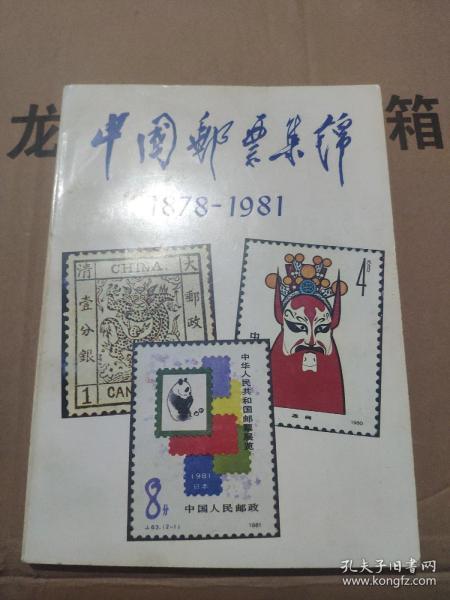 龙 箱
中國郵票集锦
1878-1981
大
清
郵
政
CHINA
壹
分
銀
1
CAN
4分
中
1980
中华人民共和国邮票展览
1981
日本
8分
中国人民邮政
J.63.(2-1)
1981
孔夫子旧书网
www.kongfz.com